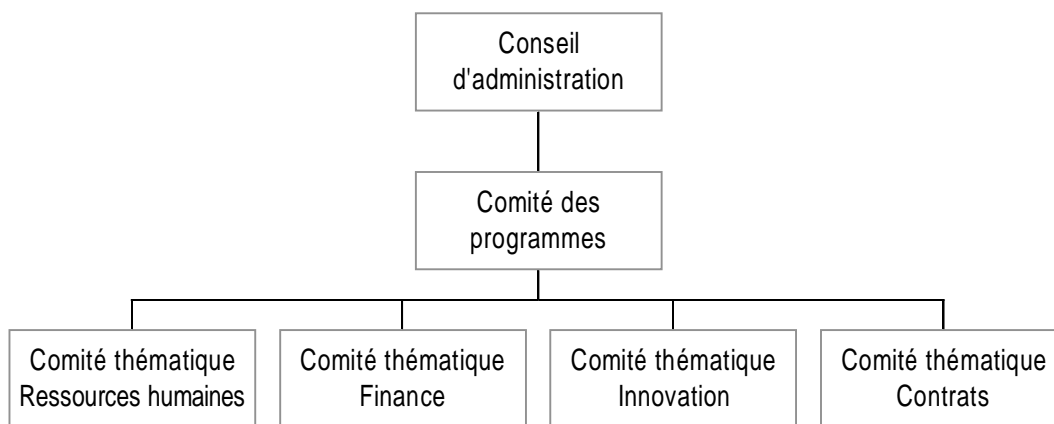 Conseil
d'administration
Comité des
programmes
Comité thématique
Ressources humaines
Comité thématique
Finance
Comité thématique
Innovation
Comité thématique
Contrats